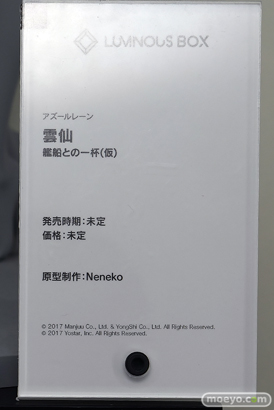 LUMINOUS BOX
アズールレーン
雲仙
艦船との一杯(仮)
発売時期：未定
価格：未定
原型制作：Neneko
© 2017 Manjuu Co., Ltd. & YongShi Co., Ltd. All Rights Reserved.
© 2017 Yostar, Inc. All Rights Reserved.
moeyo.com